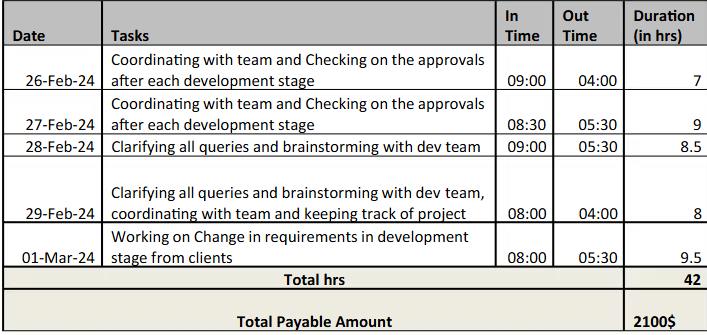 Date Tasks In Time Out Time Duration (in hrs)
26-Feb-24 Coordinating with team and Checking on the approvals after each development stage 09:00 04:00 7
27-Feb-24 Coordinating with team and Checking on the approvals after each development stage 08:30 05:30 9
28-Feb-24 Clarifying all queries and brainstorming with dev team 09:00 05:30 8.5
29-Feb-24 Clarifying all queries and brainstorming with dev team, coordinating with team and keeping track of project 08:00 04:00 8
01-Mar-24 Working on Change in requirements in development stage from clients 08:00 05:30 9.5
Total hrs 42
Total Payable Amount 2100$